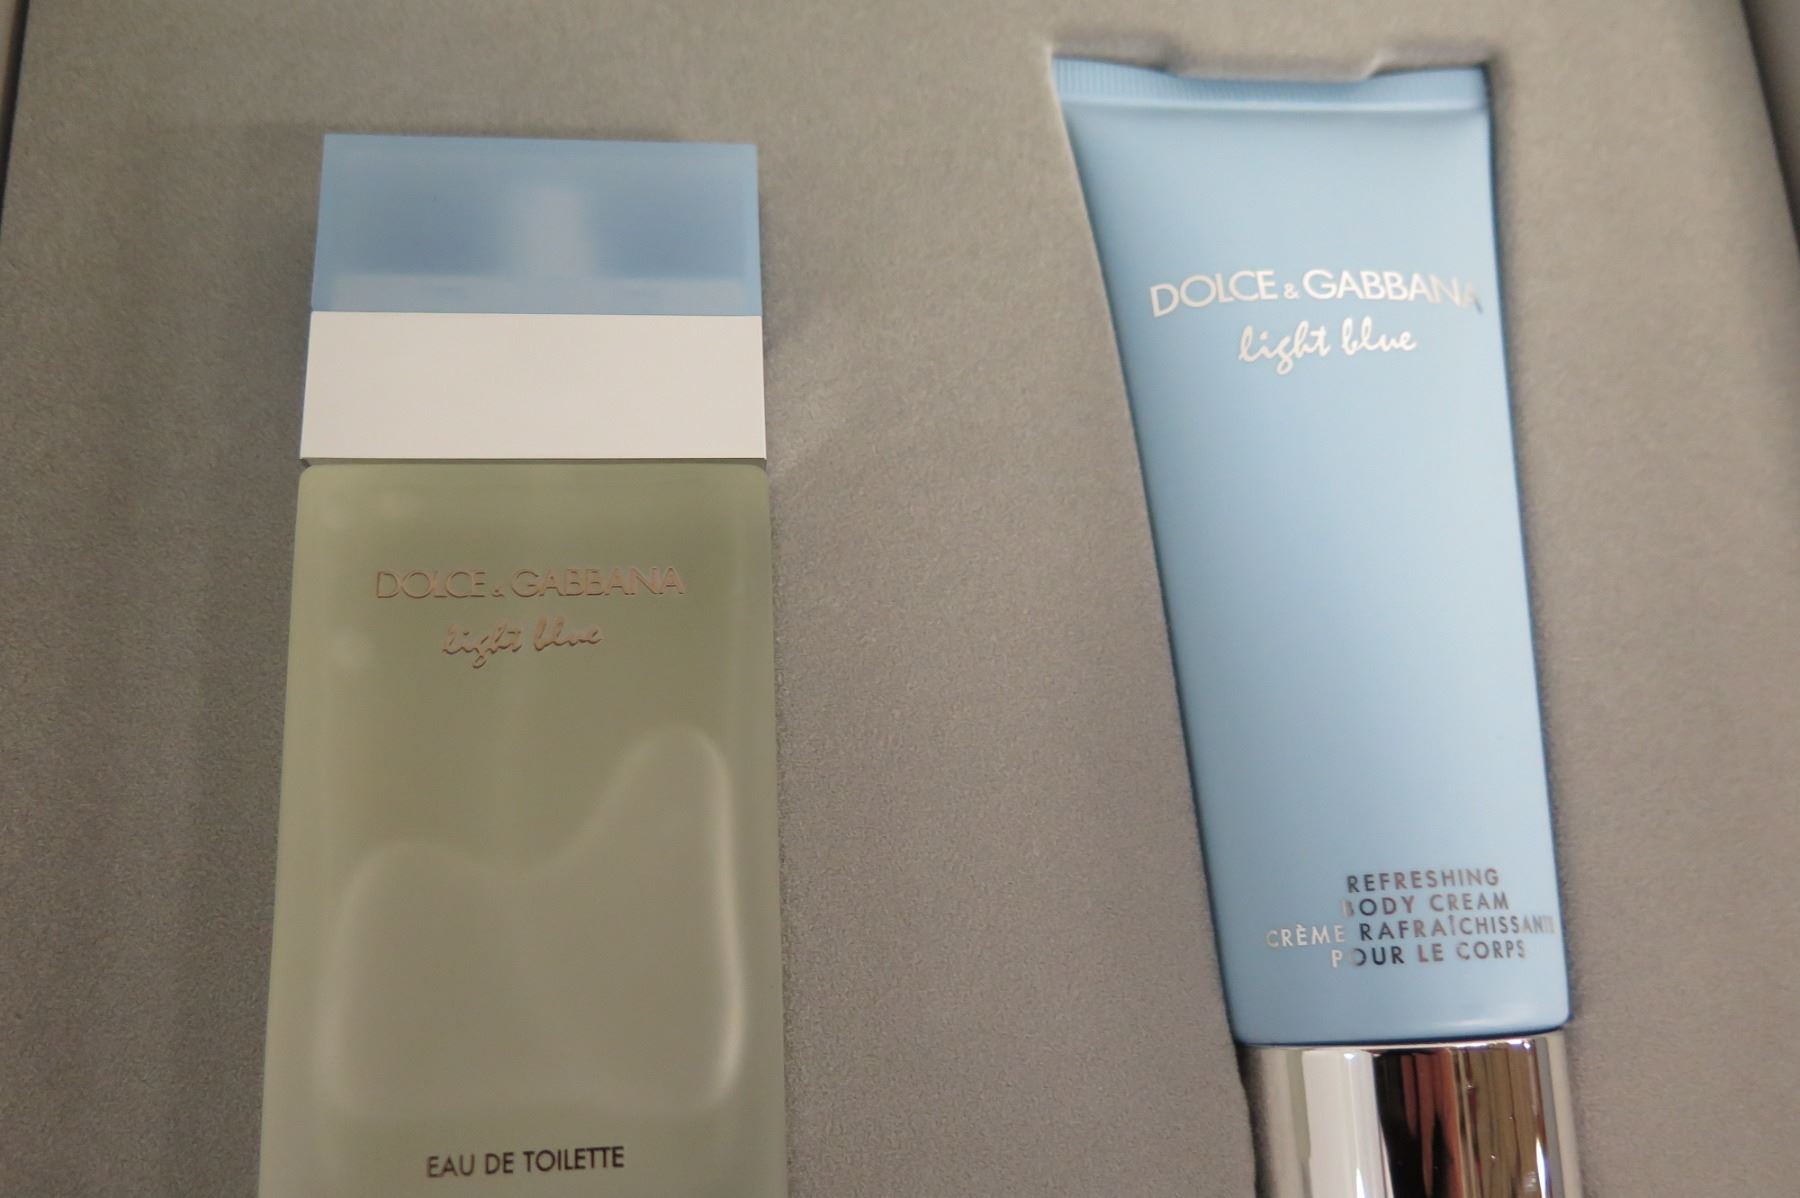 DOLCE & GABBANA
light blue
EAU DE TOILETTE
DOLCE & GABBANA
light blue
REFRESHING
BODY CREAM
CRÈME RAFRAÎCHISSANTE
POUR LE CORPS